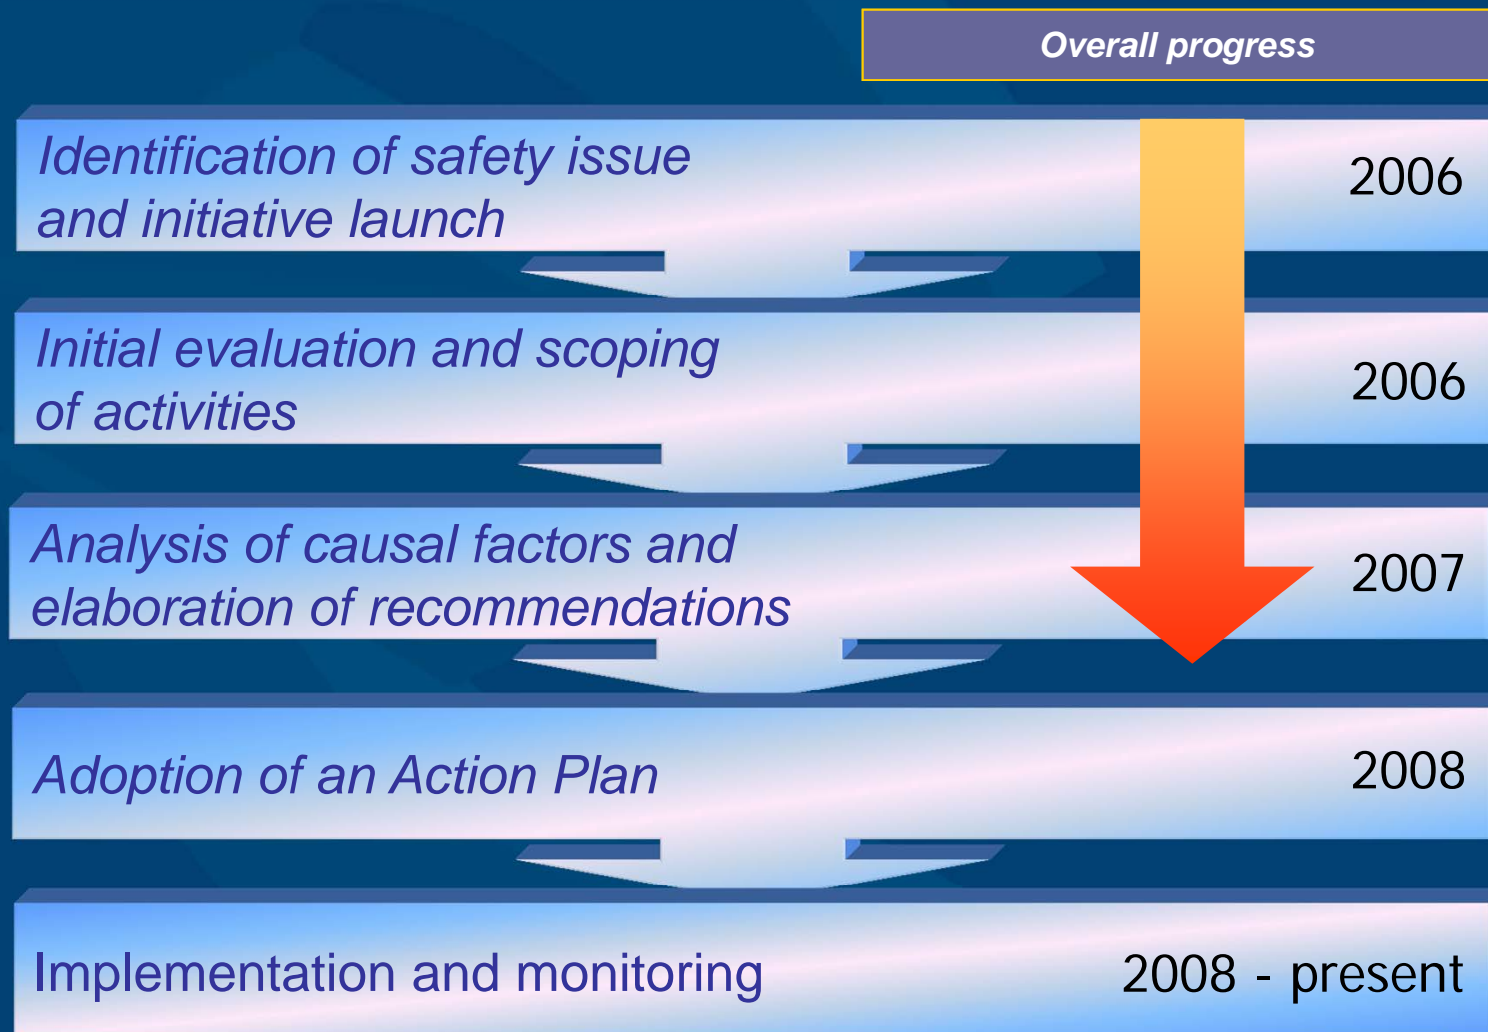 Overall progress
Identification of safety issue
and initiative launch
2006
Initial evaluation and scoping
of activities
2006
Analysis of causal factors and
elaboration of recommendations
2007
Adoption of an Action Plan
2008
Implementation and monitoring
2008 - present